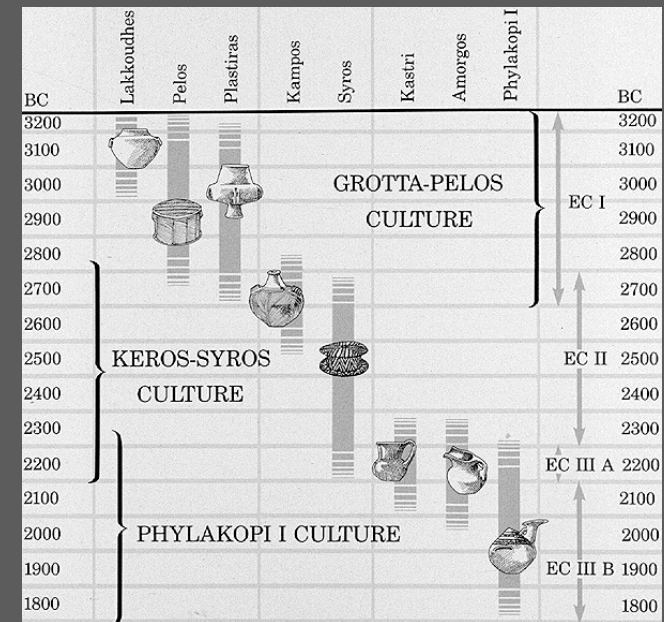 Lakkoudhes
Pelos
Plastiras
Kampos
Syros
Kastri
Amorgos
Phylakopi I
BC BC
3200 3200
3100 3100
3000 GROTTA-PELOS 3000
EC I
2900 CULTURE 2900
2800 2800
2700 2700
2600 2600
2500 KEROS-SYROS EC II 2500
2400 CULTURE 2400
2300 2300
2200 EC III A 2200
2100 2100
2000 PHYLAKOPI I CULTURE 2000
1900 EC III B 1900
1800 1800